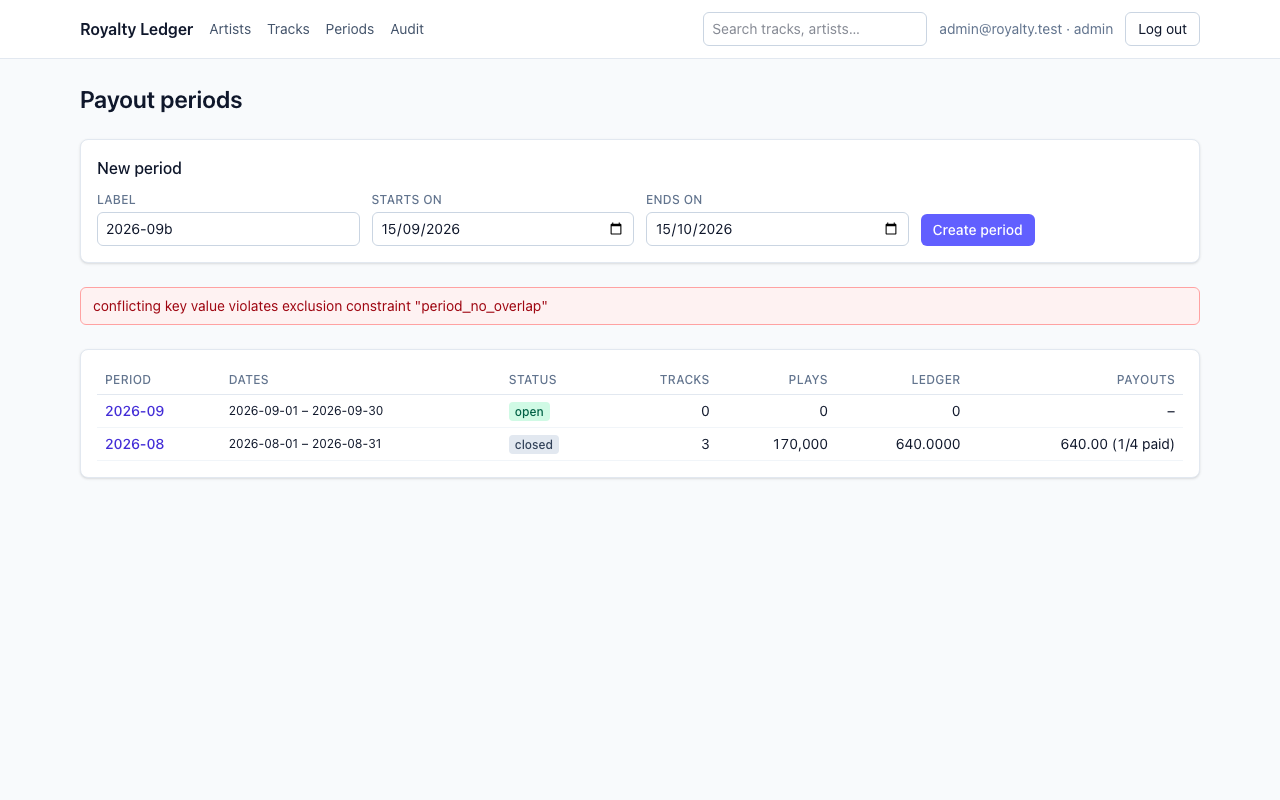 Royalty Ledger Artists Tracks Periods Audit Search tracks, artists... admin@royalty.test · admin Log out
Payout periods
New period
LABEL STARTS ON ENDS ON
2026-09b 15/09/2026 15/10/2026 Create period
conflicting key value violates exclusion constraint "period_no_overlap"
PERIOD DATES STATUS TRACKS PLAYS LEDGER PAYOUTS
2026-09 2026-09-01 – 2026-09-30 open 0 0 0 –
2026-08 2026-08-01 – 2026-08-31 closed 3 170,000 640.0000 640.00 (1/4 paid)